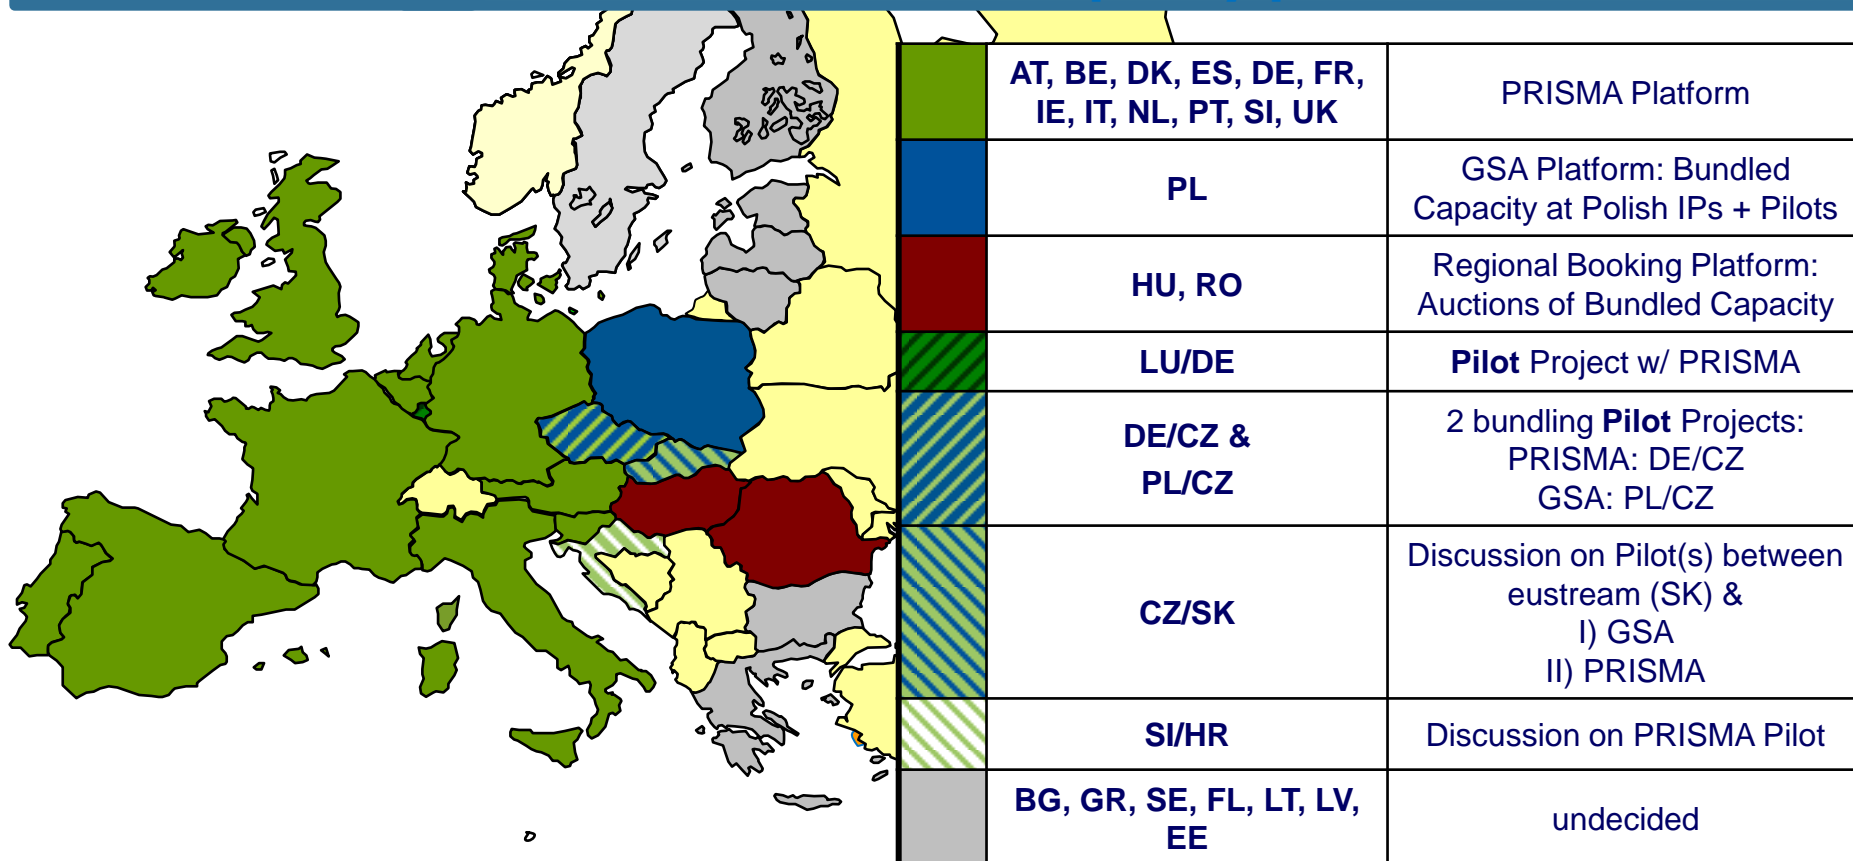 AT, BE, DK, ES, DE, FR,
IE, IT, NL, PT, SI, UK
PRISMA Platform
PL
GSA Platform: Bundled
Capacity at Polish IPs + Pilots
HU, RO
Regional Booking Platform:
Auctions of Bundled Capacity
LU/DE
Pilot Project w/ PRISMA
DE/CZ &
PL/CZ
2 bundling Pilot Projects:
PRISMA: DE/CZ
GSA: PL/CZ
CZ/SK
Discussion on Pilot(s) between
eustream (SK) &
I) GSA
II) PRISMA
SI/HR
Discussion on PRISMA Pilot
BG, GR, SE, FL, LT, LV,
EE
undecided